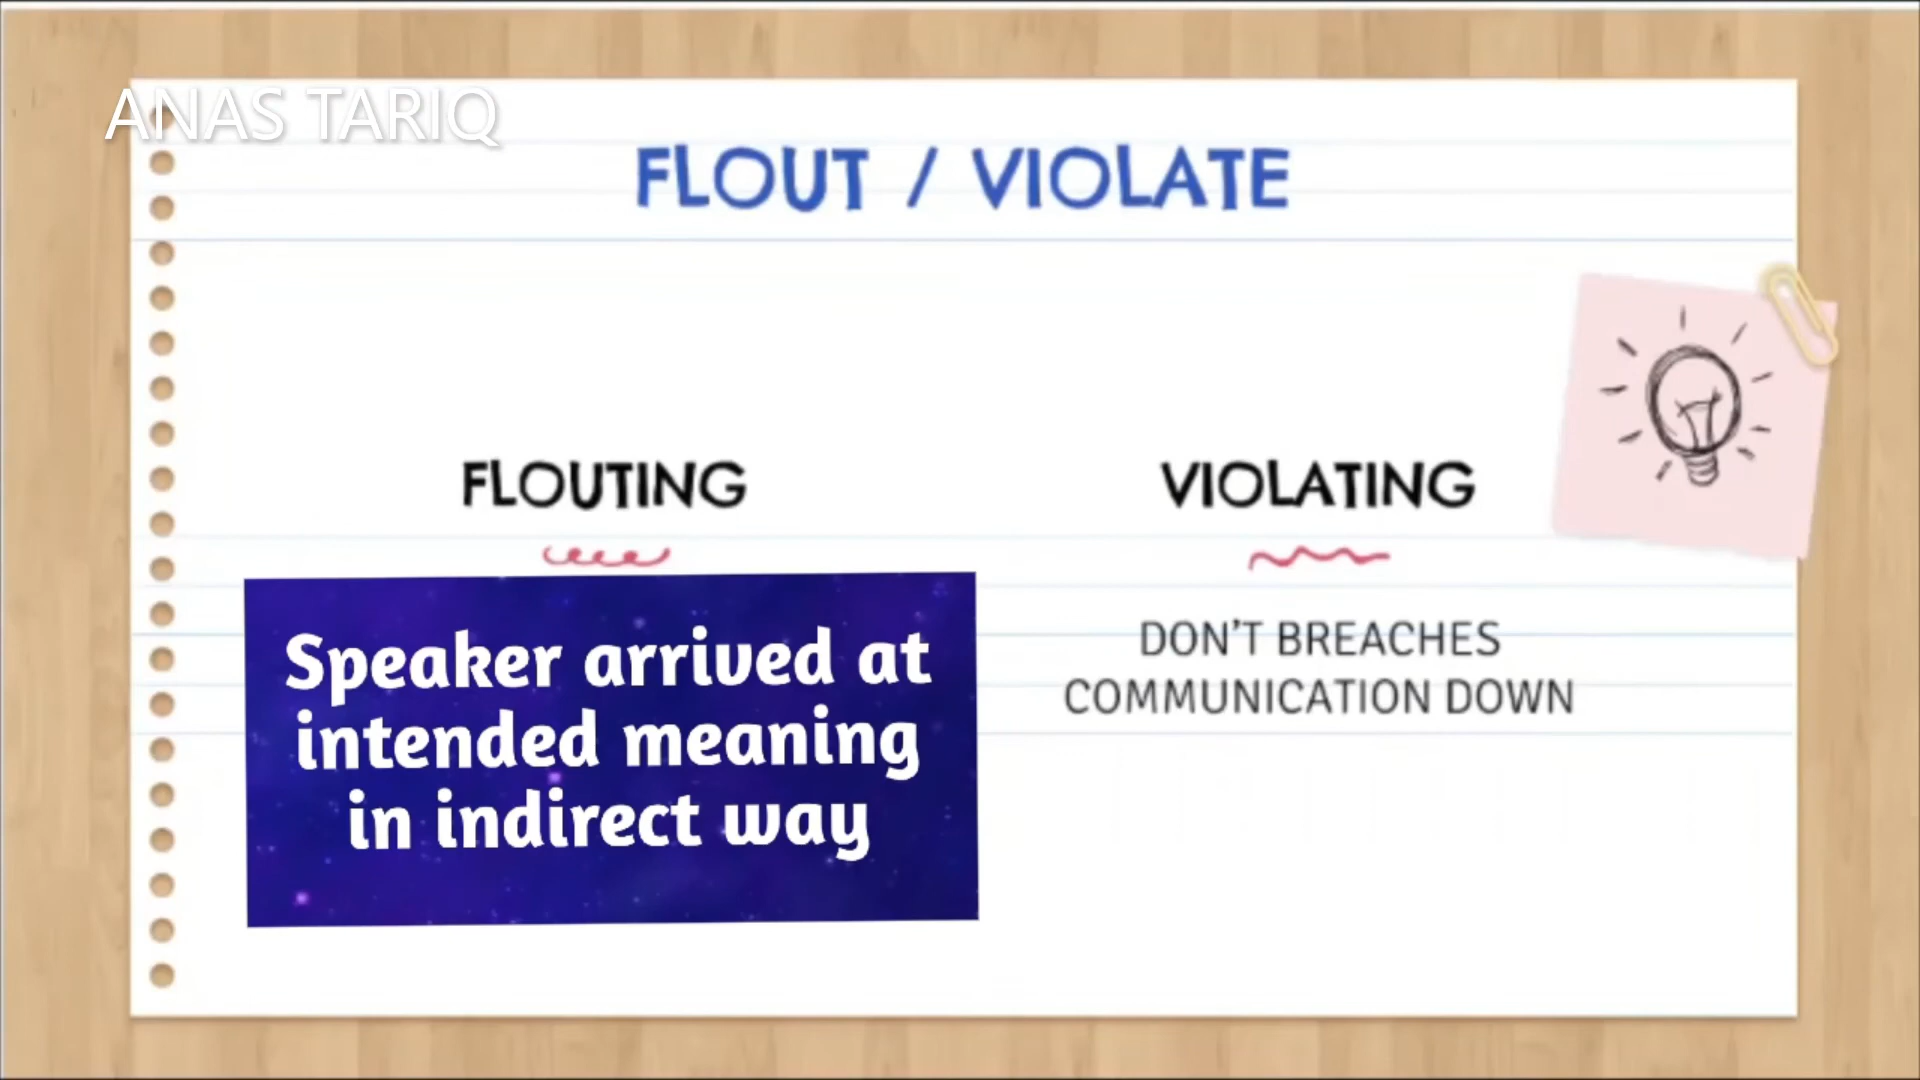 ANAS TARIQ
FLOUT / VIOLATE
FLOUTING
Speaker arrived at
intended meaning
in indirect way
VIOLATING
DON'T BREACHES
COMMUNICATION DOWN